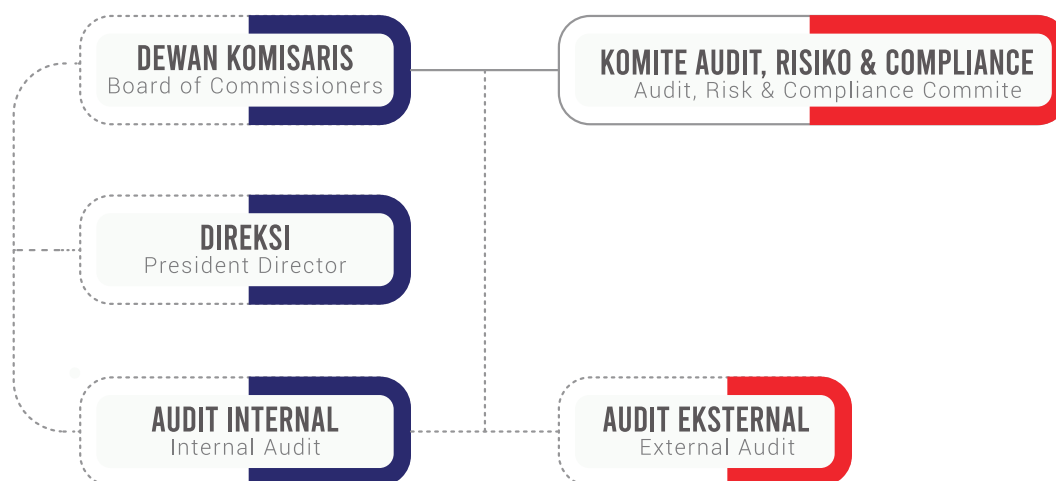 DEWAN KOMISARIS
Board of Commissioners
KOMITE AUDIT, RISIKO & COMPLIANCE
Audit, Risk & Compliance Commite
DIREKSI
President Director
AUDIT INTERNAL
Internal Audit
AUDIT EKSTERNAL
External Audit